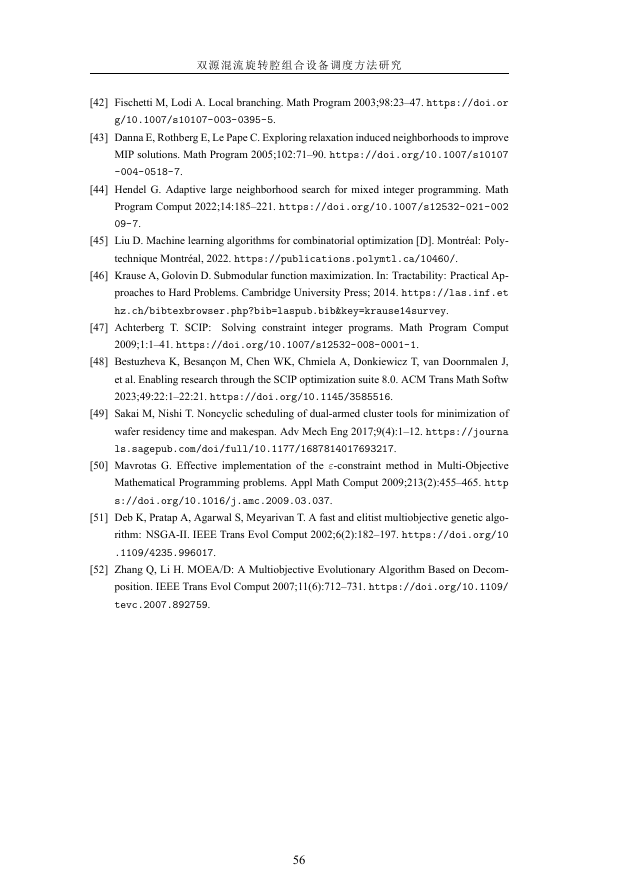 双源混流旋转腔组合设备调度方法研究
[42] Fischetti M, Lodi A. Local branching. Math Program 2003;98:23–47. https://doi.or
g/10.1007/s10107-003-0395-5.
[43] Danna E, Rothberg E, Le Pape C. Exploring relaxation induced neighborhoods to improve
MIP solutions. Math Program 2005;102:71–90. https://doi.org/10.1007/s10107
-004-0518-7.
[44] Hendel G. Adaptive large neighborhood search for mixed integer programming. Math
Program Comput 2022;14:185–221. https://doi.org/10.1007/s12532-021-002
09-7.
[45] Liu D. Machine learning algorithms for combinatorial optimization [D]. Montréal: Poly-
technique Montréal, 2022. https://publications.polymtl.ca/10460/.
[46] Krause A, Golovin D. Submodular function maximization. In: Tractability: Practical Ap-
proaches to Hard Problems. Cambridge University Press; 2014. https://las.inf.et
hz.ch/bibtexbrowser.php?bib=laspub.bib&key=krause14survey.
[47] Achterberg T. SCIP: Solving constraint integer programs. Math Program Comput
2009;1:1–41. https://doi.org/10.1007/s12532-008-0001-1.
[48] Bestuzheva K, Besançon M, Chen WK, Chmiela A, Donkiewicz T, van Doornmalen J,
et al. Enabling research through the SCIP optimization suite 8.0. ACM Trans Math Softw
2023;49:22:1–22:21. https://doi.org/10.1145/3585516.
[49] Sakai M, Nishi T. Noncyclic scheduling of dual-armed cluster tools for minimization of
wafer residency time and makespan. Adv Mech Eng 2017;9(4):1–12. https://journa
ls.sagepub.com/doi/full/10.1177/1687814017693217.
[50] Mavrotas G. Effective implementation of the ε-constraint method in Multi-Objective
Mathematical Programming problems. Appl Math Comput 2009;213(2):455–465. http
s://doi.org/10.1016/j.amc.2009.03.037.
[51] Deb K, Pratap A, Agarwal S, Meyarivan T. A fast and elitist multiobjective genetic algo-
rithm: NSGA-II. IEEE Trans Evol Comput 2002;6(2):182–197. https://doi.org/10
.1109/4235.996017.
[52] Zhang Q, Li H. MOEA/D: A Multiobjective Evolutionary Algorithm Based on Decom-
position. IEEE Trans Evol Comput 2007;11(6):712–731. https://doi.org/10.1109/
tevc.2007.892759.
56